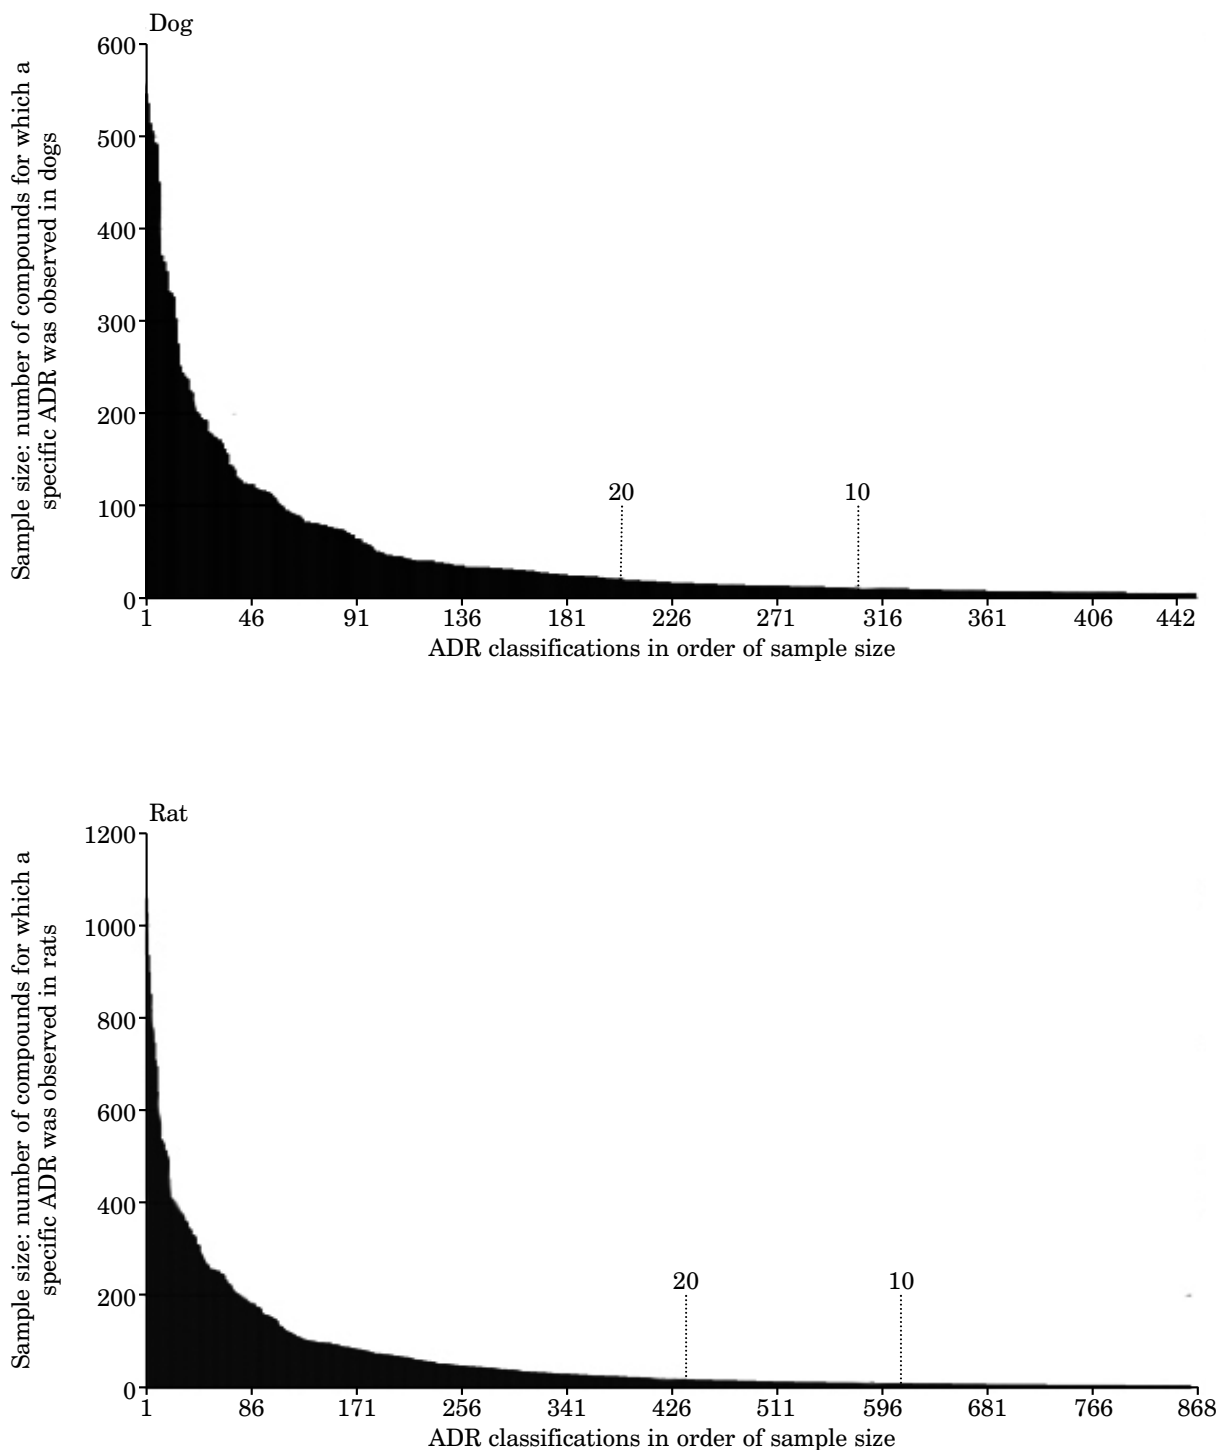 Dog
Sample size: number of compounds for which a
specific ADR was observed in dogs
600
500
400
300
200
100
0
20
10
1 46 91 136 181 226 271 316 361 406 442
ADR classifications in order of sample size
Rat
Sample size: number of compounds for which a
specific ADR was observed in rats
1200
1000
800
600
400
200
0
20
10
1 86 171 256 341 426 511 596 681 766 868
ADR classifications in order of sample size